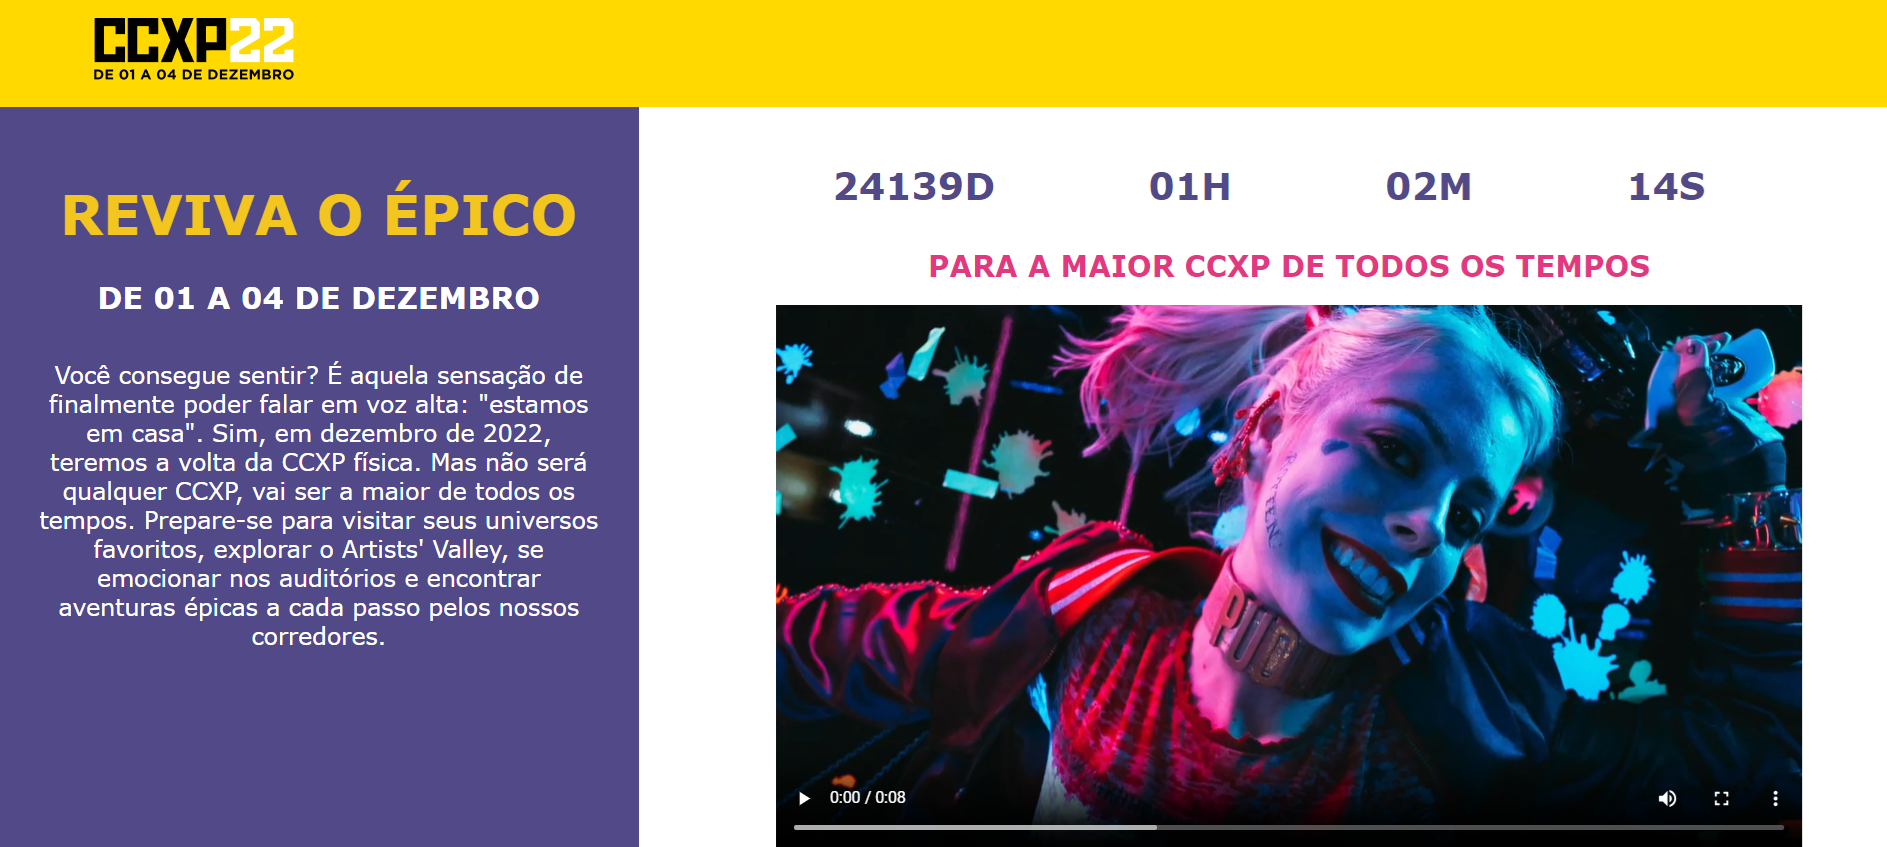 CCXP22
DE 01 A 04 DE DEZEMBRO
REVIVA O ÉPICO
DE 01 A 04 DE DEZEMBRO
Você consegue sentir? É aquela sensação de
finalmente poder falar em voz alta: "estamos
em casa". Sim, em dezembro de 2022,
teremos a volta da CCXP física. Mas não será
qualquer CCXP, vai ser a maior de todos os
tempos. Prepare-se para visitar seus universos
favoritos, explorar o Artists' Valley, se
emocionar nos auditórios e encontrar
aventuras épicas a cada passo pelos nossos
corredores.
24139D 01H 02M 14S
PARA A MAIOR CCXP DE TODOS OS TEMPOS
0:00 / 0:08